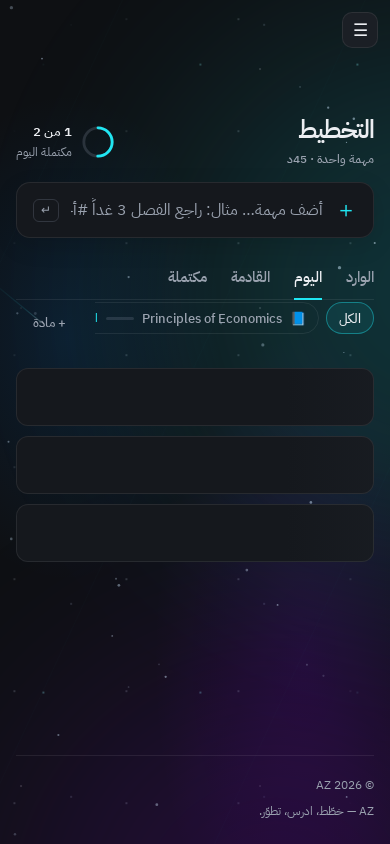 ☰
التخطيط
مهمة واحدة · 45د
1 من 2
مكتملة اليوم
+ أضف مهمة... مثال: راجع الفصل 3 غداً #أ ↵
الوارد اليوم القادمة مكتملة
الكل 📘 Principles of Economics
+ مادة
© 2026 AZ
AZ — خطّط، ادرس، تطوّر.